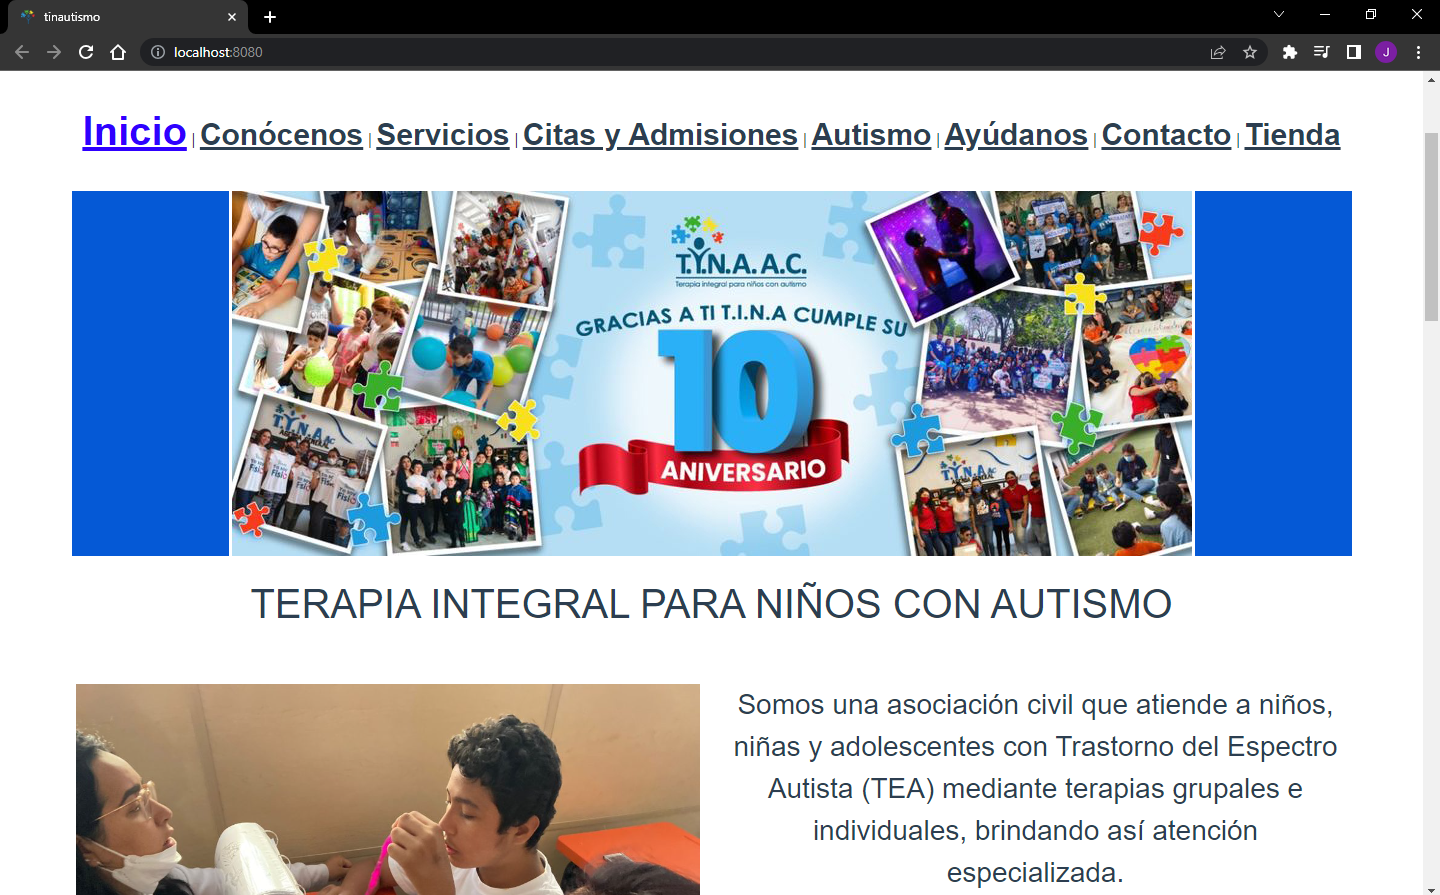 tinautismo
localhost:8080
J
Inicio | Conócenos | Servicios | Citas y Admisiones | Autismo | Ayúdanos | Contacto | Tienda
T.I.N.A. A.C.
Terapia integral para niños con autismo
GRACIAS A TI T.I.N.A CUMPLE SU
10
ANIVERSARIO
TERAPIA INTEGRAL PARA NIÑOS CON AUTISMO
Somos una asociación civil que atiende a niños,
niñas y adolescentes con Trastorno del Espectro
Autista (TEA) mediante terapias grupales e
individuales, brindando así atención
especializada.